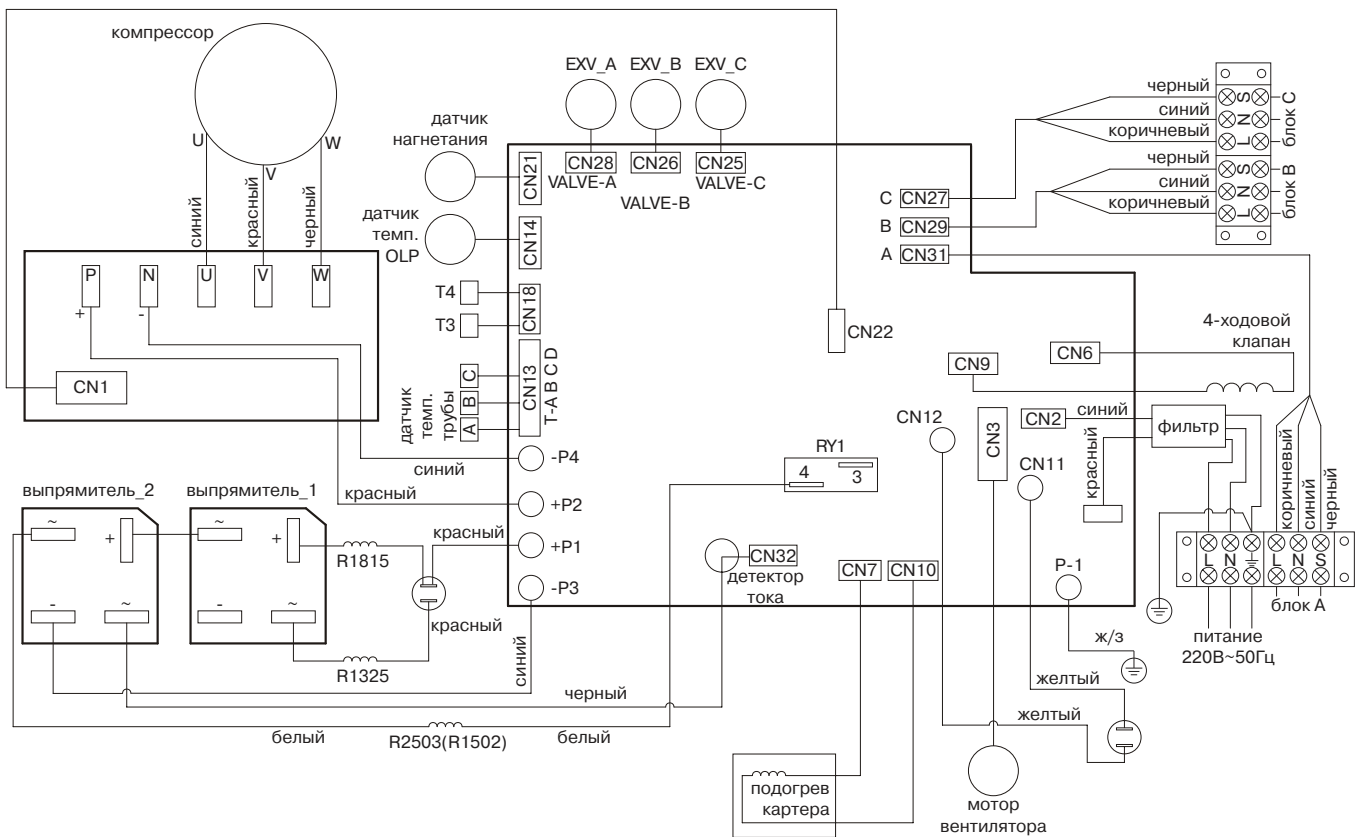 компрессор
U
V
W
синий
красный
черный
P
N
U
V
W
+
-
CN1
датчик
нагнетания
датчик
темп.
OLP
CN21
CN14
T4
T3
CN18
датчик
темп.
трубы
C
B
A
CN13
T-A B C D
EXV_A
EXV_B
EXV_C
CN28
CN26
CN25
VALVE-A
VALVE-B
VALVE-C
C
CN27
B
CN29
A
CN31
черный
синий
коричневый
черный
синий
коричневый
S
N
L
S
N
L
блок C
блок B
CN22
4-ходовой
клапан
CN6
CN9
CN2
синий
фильтр
красный
CN12
CN3
CN11
RY1
4
3
-P4
синий
+P2
красный
+P1
красный
-P3
синий
выпрямитель_2
выпрямитель_1
~
+
-
~
~
+
-
~
R1815
R1325
красный
CN32
детектор
тока
CN7
CN10
P-1
ж/з
коричневый
синий
черный
L
N
L
N
S
блок A
питание
220В~50Гц
черный
белый
R2503(R1502)
белый
желтый
желтый
подогрев
картера
мотор
вентилятора